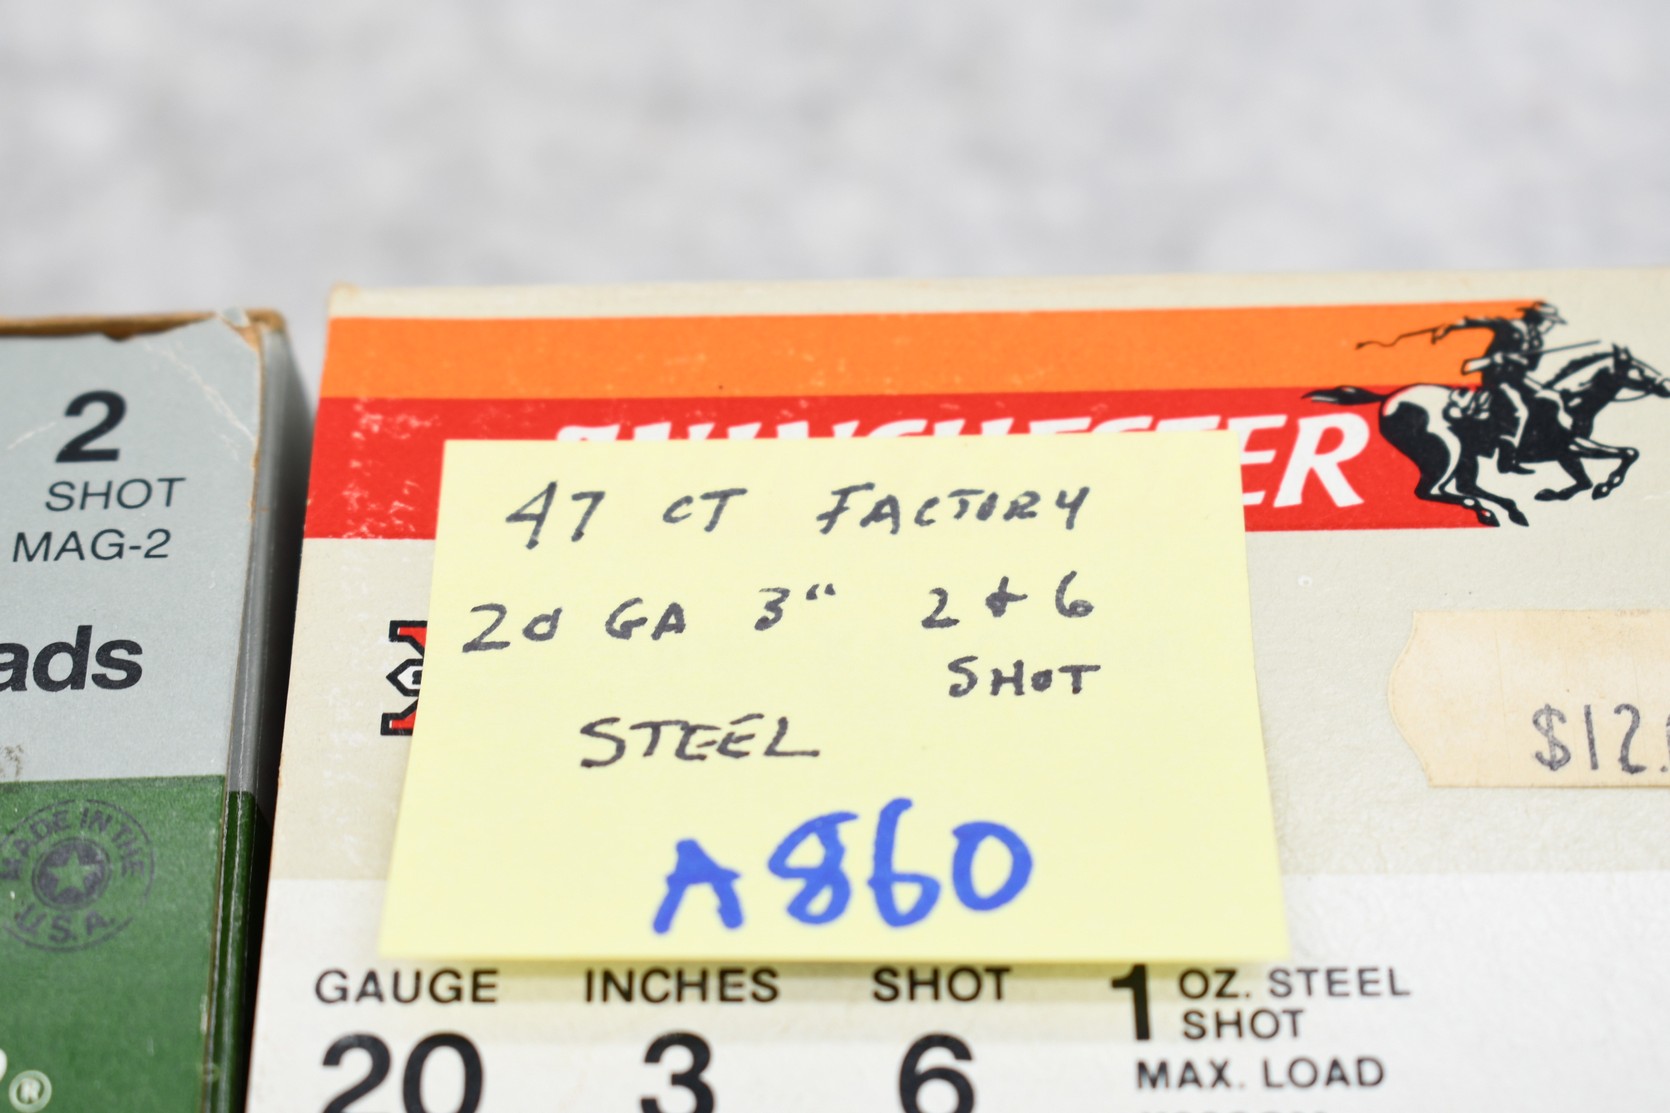 2
SHOT
MAG-2
ads
MADE IN THE
U.S.A.
®
WINCHESTER
47 CT FACTORY
20 GA 3" 2 + 6
SHOT
STEEL
A860
$12.
GAUGE INCHES SHOT 1 OZ. STEEL
SHOT
20 3 6 MAX. LOAD